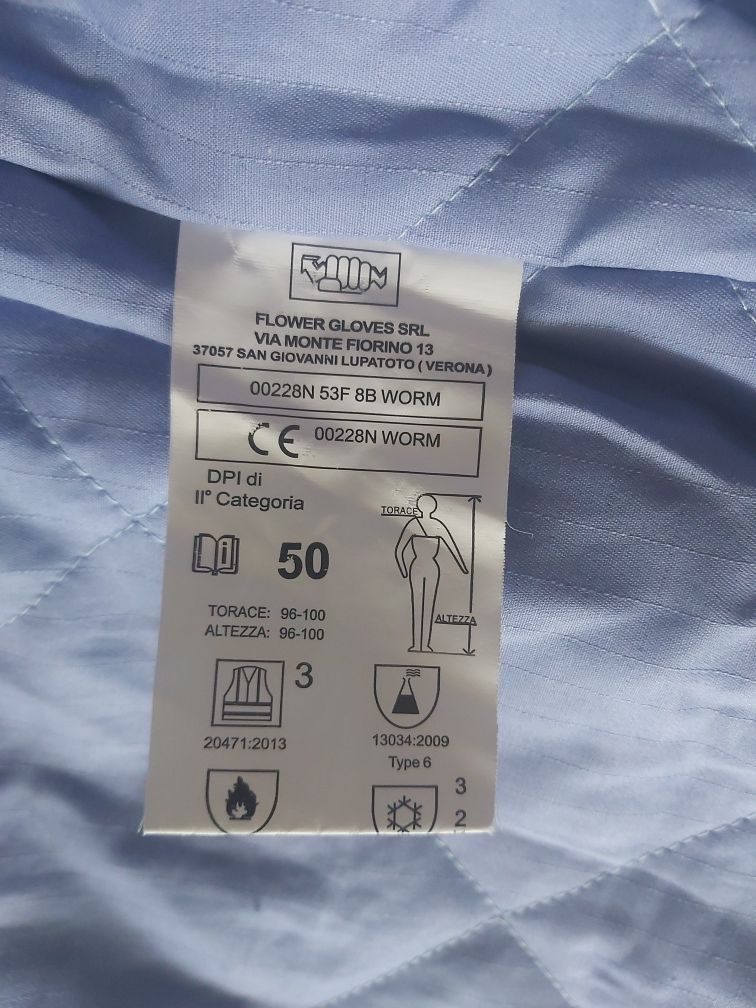 FLOWER GLOVES SRL
VIA MONTE FIORINO 13
37057 SAN GIOVANNI LUPATOTO ( VERONA )
00228N 53F 8B WORM
CE 00228N WORM
DPI di
II° Categoria
TORACE
i 50
ALTEZZA
TORACE: 96-100
ALTEZZA: 96-100
3
20471:2013
13034:2009
Type 6
3
2